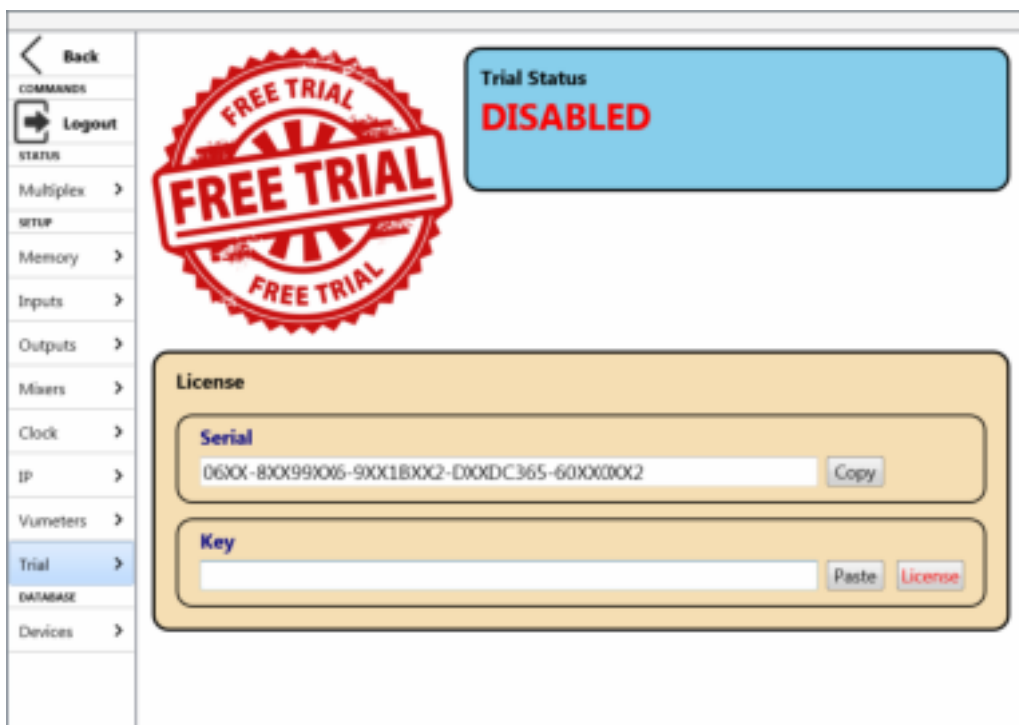 Back
COMMANDS
Logout
STATUS
Multiplex
SETUP
Memory
Inputs
Outputs
Mixers
Clock
IP
Vumeters
Trial
DATABASE
Devices
FREE TRIAL
FREE TRIAL
FREE TRIAL
Trial Status
DISABLED
License
Serial
06XX-8XX99XX6-9XX1BXX2-DXXDC365-60XX0XX2
Copy
Key
Paste
License